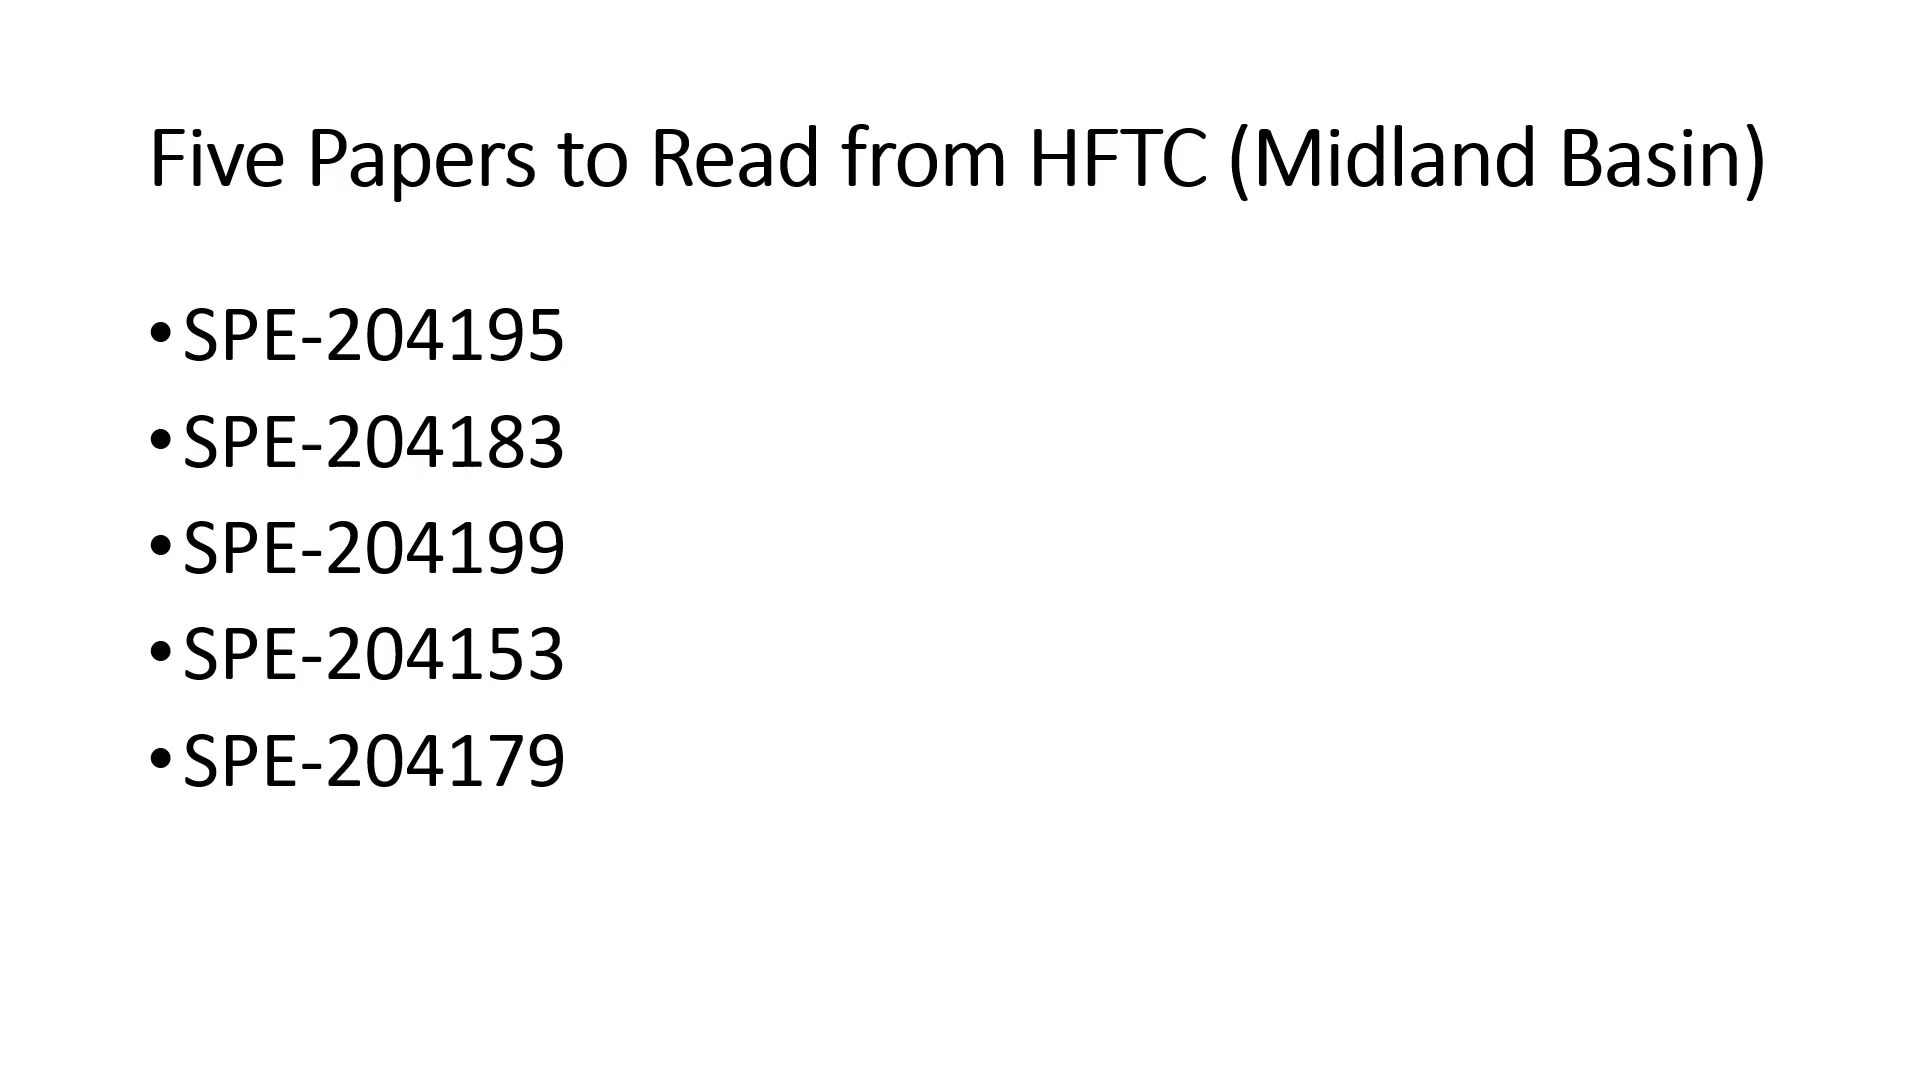 Five Papers to Read from HFTC (Midland Basin)
• SPE-204195
• SPE-204183
• SPE-204199
• SPE-204153
• SPE-204179